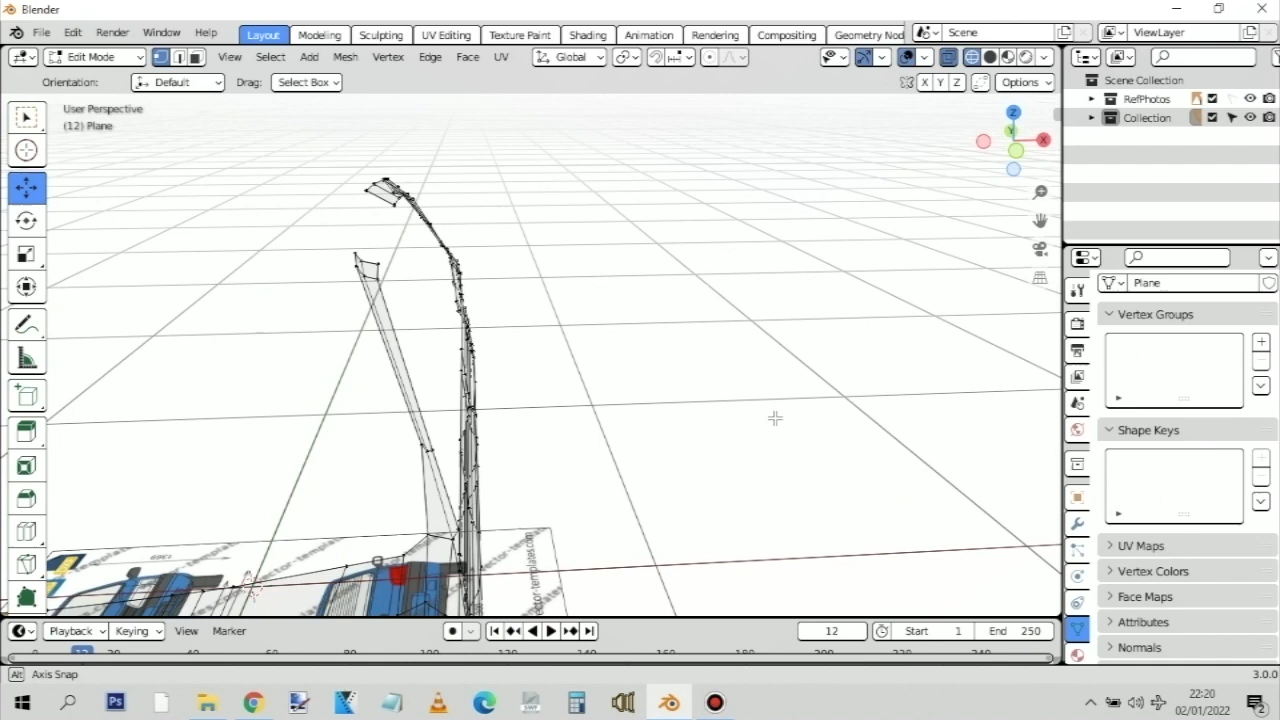 Blender
File Edit Render Window Help Layout Modeling Sculpting UV Editing Texture Paint Shading Animation Rendering Compositing Geometry Nod Scene ViewLayer
Edit Mode View Select Add Mesh Vertex Edge Face UV Global
Orientation: Default Drag: Select Box X Y Z Options
Scene Collection
RefPhotos
Collection
User Perspective
(12) Plane
Z
Y
X
Plane
Vertex Groups
Shape Keys
UV Maps
Vertex Colors
Face Maps
Attributes
Normals
Playback Keying View Marker 12 Start 1 End 250
Alt Axis Snap 3.0.0
Ps
22:20
02/01/2022
2